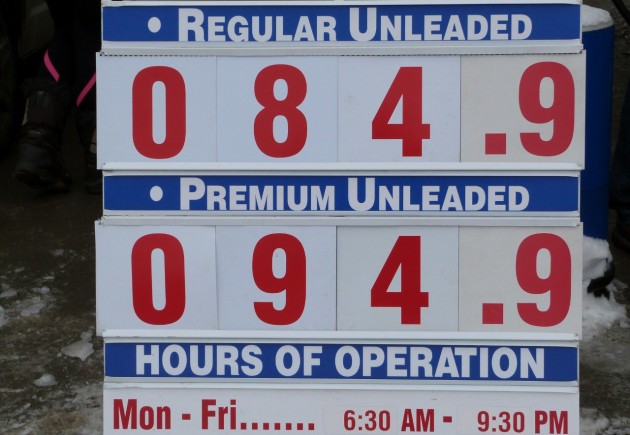 • REGULAR UNLEADED
084.9
• PREMIUM UNLEADED
094.9
HOURS OF OPERATION
Mon - Fri....... 6:30 AM - 9:30 PM